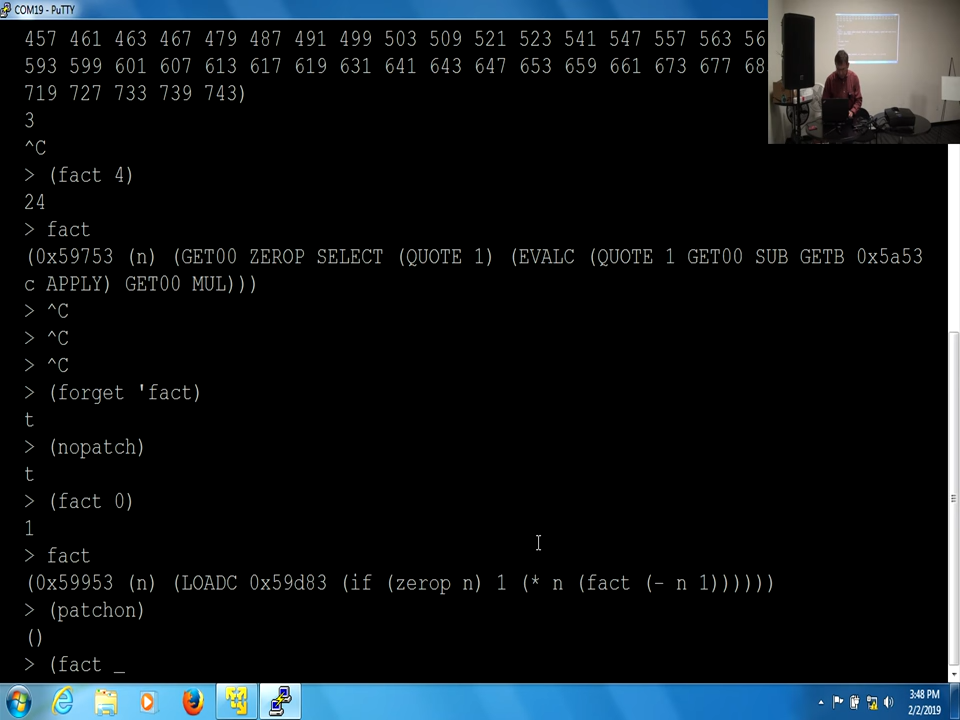 COM19 - PuTTY
457 461 463 467 479 487 491 499 503 509 521 523 541 547 557 563 56
593 599 601 607 613 617 619 631 641 643 647 653 659 661 673 677 68
719 727 733 739 743)
3
^C
> (fact 4)
24
> fact
(0x59753 (n) (GET00 ZEROP SELECT (QUOTE 1) (EVALC (QUOTE 1 GET00 SUB GETB 0x5a53
c APPLY) GET00 MUL)))
> ^C
> ^C
> ^C
> (forget 'fact)
t
> (nopatch)
t
> (fact 0)
1
> fact
(0x59953 (n) (LOADC 0x59d83 (if (zerop n) 1 (* n (fact (- n 1))))))
> (patchon)
()
> (fact _
3:48 PM
2/2/2019